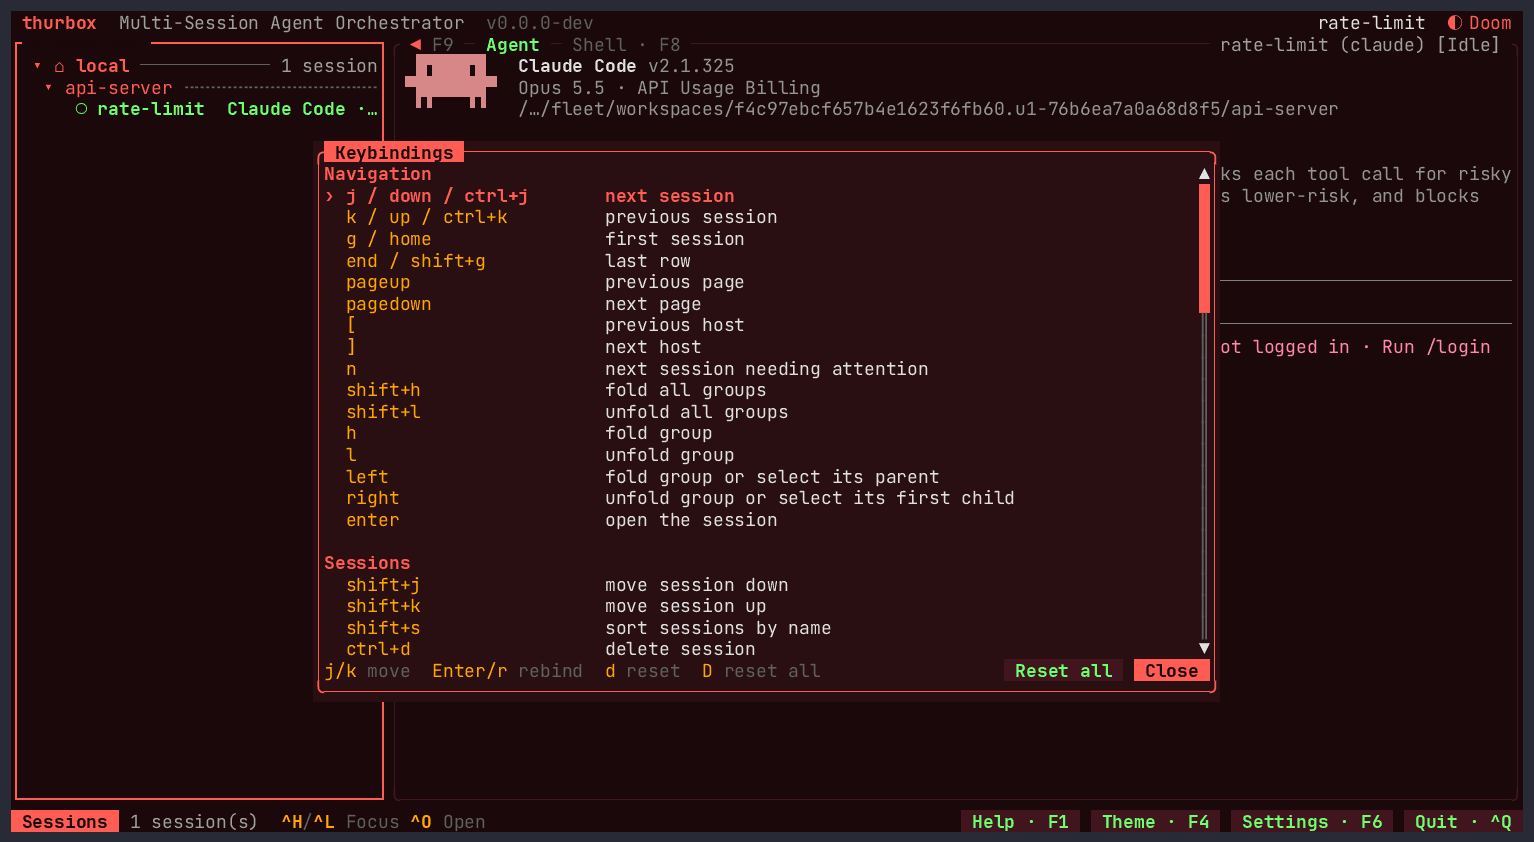 thurbox Multi-Session Agent Orchestrator v0.0.0-dev rate-limit ◐ Doom
◀ F9 Agent Shell · F8 rate-limit (claude) [Idle]
▾ ⌂ local 1 session
▾ api-server
○ rate-limit Claude Code ·…
Claude Code v2.1.325
Opus 5.5 · API Usage Billing
/…/fleet/workspaces/f4c97ebcf657b4e1623f6fb60.u1-76b6ea7a0a68d8f5/api-server
ks each tool call for risky
s lower-risk, and blocks
ot logged in · Run /login
Keybindings
Navigation
❯ j / down / ctrl+j next session
k / up / ctrl+k previous session
g / home first session
end / shift+g last row
pageup previous page
pagedown next page
[ previous host
] next host
n next session needing attention
shift+h fold all groups
shift+l unfold all groups
h fold group
l unfold group
left fold group or select its parent
right unfold group or select its first child
enter open the session
Sessions
shift+j move session down
shift+k move session up
shift+s sort sessions by name
ctrl+d delete session
j/k move Enter/r rebind d reset D reset all Reset all Close
Sessions 1 session(s) ^H/^L Focus ^O Open Help · F1 Theme · F4 Settings · F6 Quit · ^Q